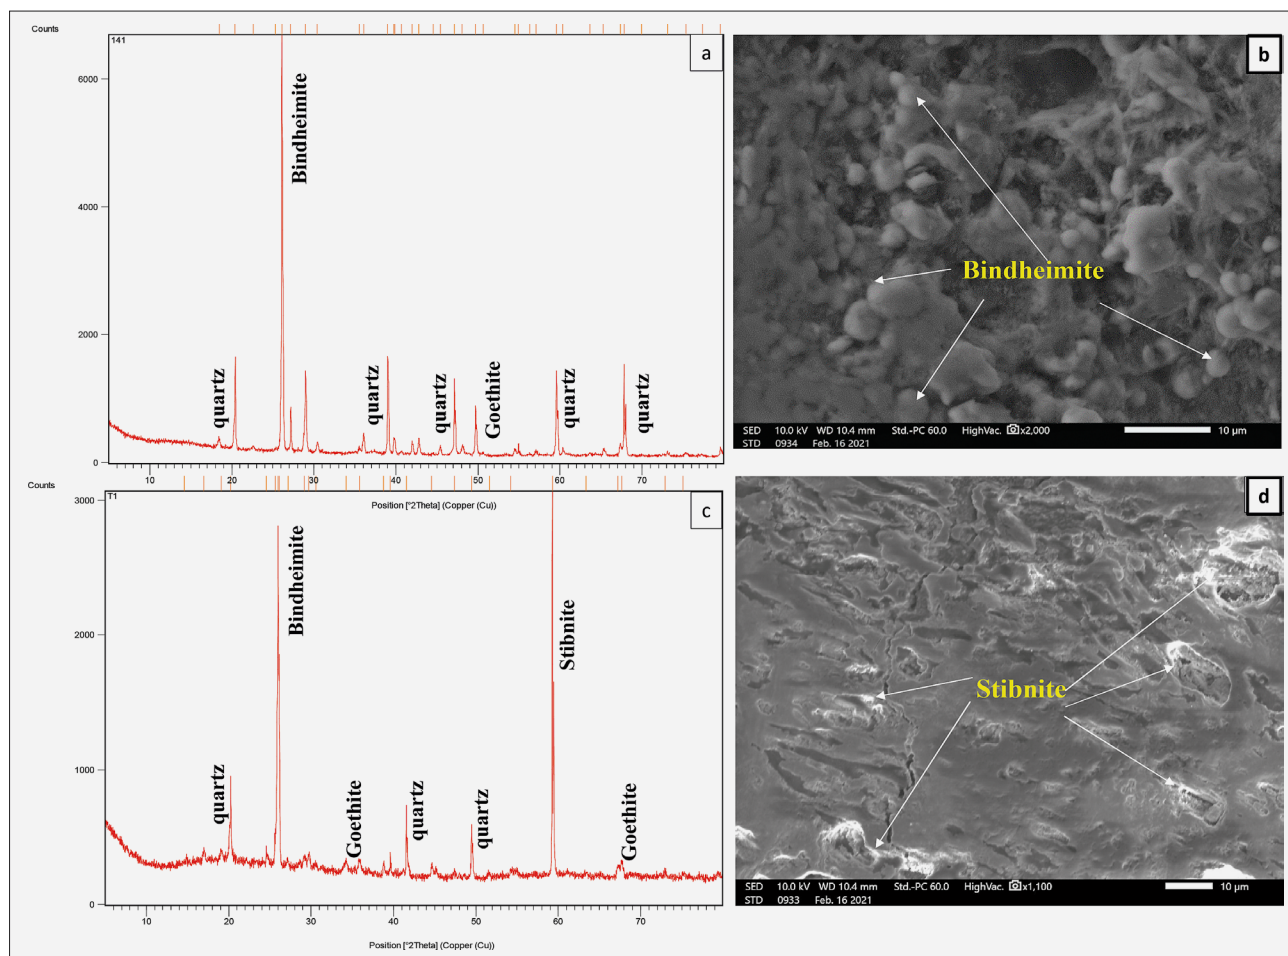 Counts
141
a
6000
4000
2000
0
Bindheimite
quartz
quartz
quartz
Goethite
quartz
quartz
10 20 30 40 50 60 70
Position [°2Theta] (Copper (Cu))
b
Bindheimite
SED 10.0 kV WD 10.4 mm Std.-PC 60.0 HighVac. x2,000 10 µm
STD 0934 Feb. 16 2021
Counts
T1
c
3000
2000
1000
0
Bindheimite
Stibnite
quartz
Goethite
quartz
quartz
Goethite
10 20 30 40 50 60 70
Position [°2Theta] (Copper (Cu))
d
Stibnite
SED 10.0 kV WD 10.4 mm Std.-PC 60.0 HighVac. x1,100 10 µm
STD 0933 Feb. 16 2021